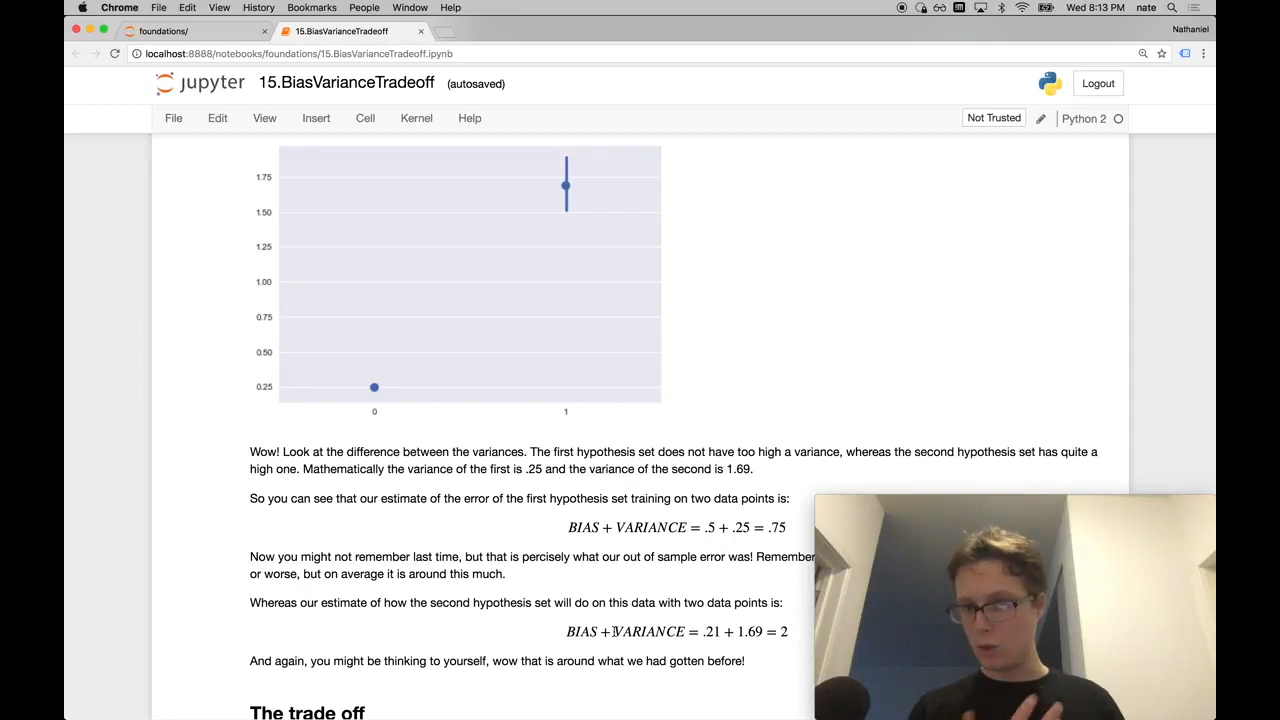 Chrome File Edit View History Bookmarks People Window Help Wed 8:13 PM nate
foundations/ 15.BiasVarianceTradeoff Nathaniel
localhost:8888/notebooks/foundations/15.BiasVarianceTradeoff.ipynb
jupyter 15.BiasVarianceTradeoff (autosaved) Logout
File Edit View Insert Cell Kernel Help Not Trusted Python 2
1.75
1.50
1.25
1.00
0.75
0.50
0.25
0 1
Wow! Look at the difference between the variances. The first hypothesis set does not have too high a variance, whereas the second hypothesis set has quite a
high one. Mathematically the variance of the first is .25 and the variance of the second is 1.69.
So you can see that our estimate of the error of the first hypothesis set training on two data points is:
BIAS + VARIANCE = .5 + .25 = .75
Now you might not remember last time, but that is percisely what our out of sample error was! Remember
or worse, but on average it is around this much.
Whereas our estimate of how the second hypothesis set will do on this data with two data points is:
BIAS + VARIANCE = .21 + 1.69 = 2
And again, you might be thinking to yourself, wow that is around what we had gotten before!
The trade off